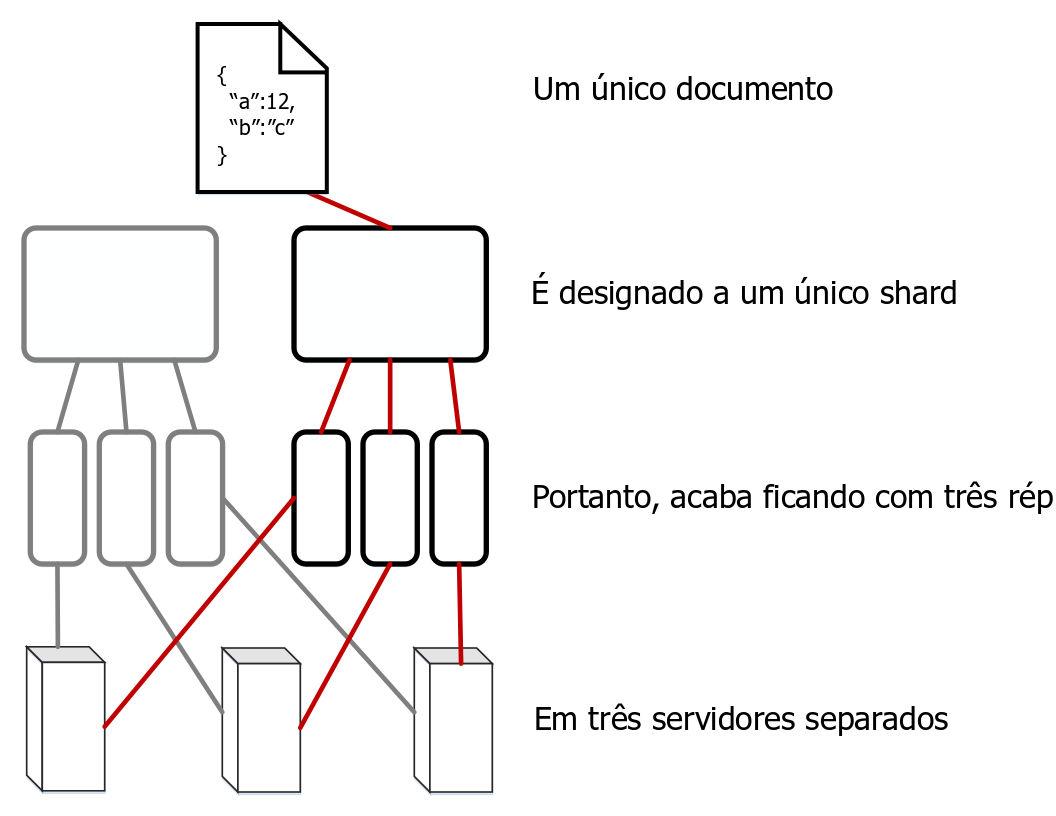 {
“a”:12,
“b”:”c”
}
Um único documento
É designado a um único shard
Portanto, acaba ficando com três rép
Em três servidores separados